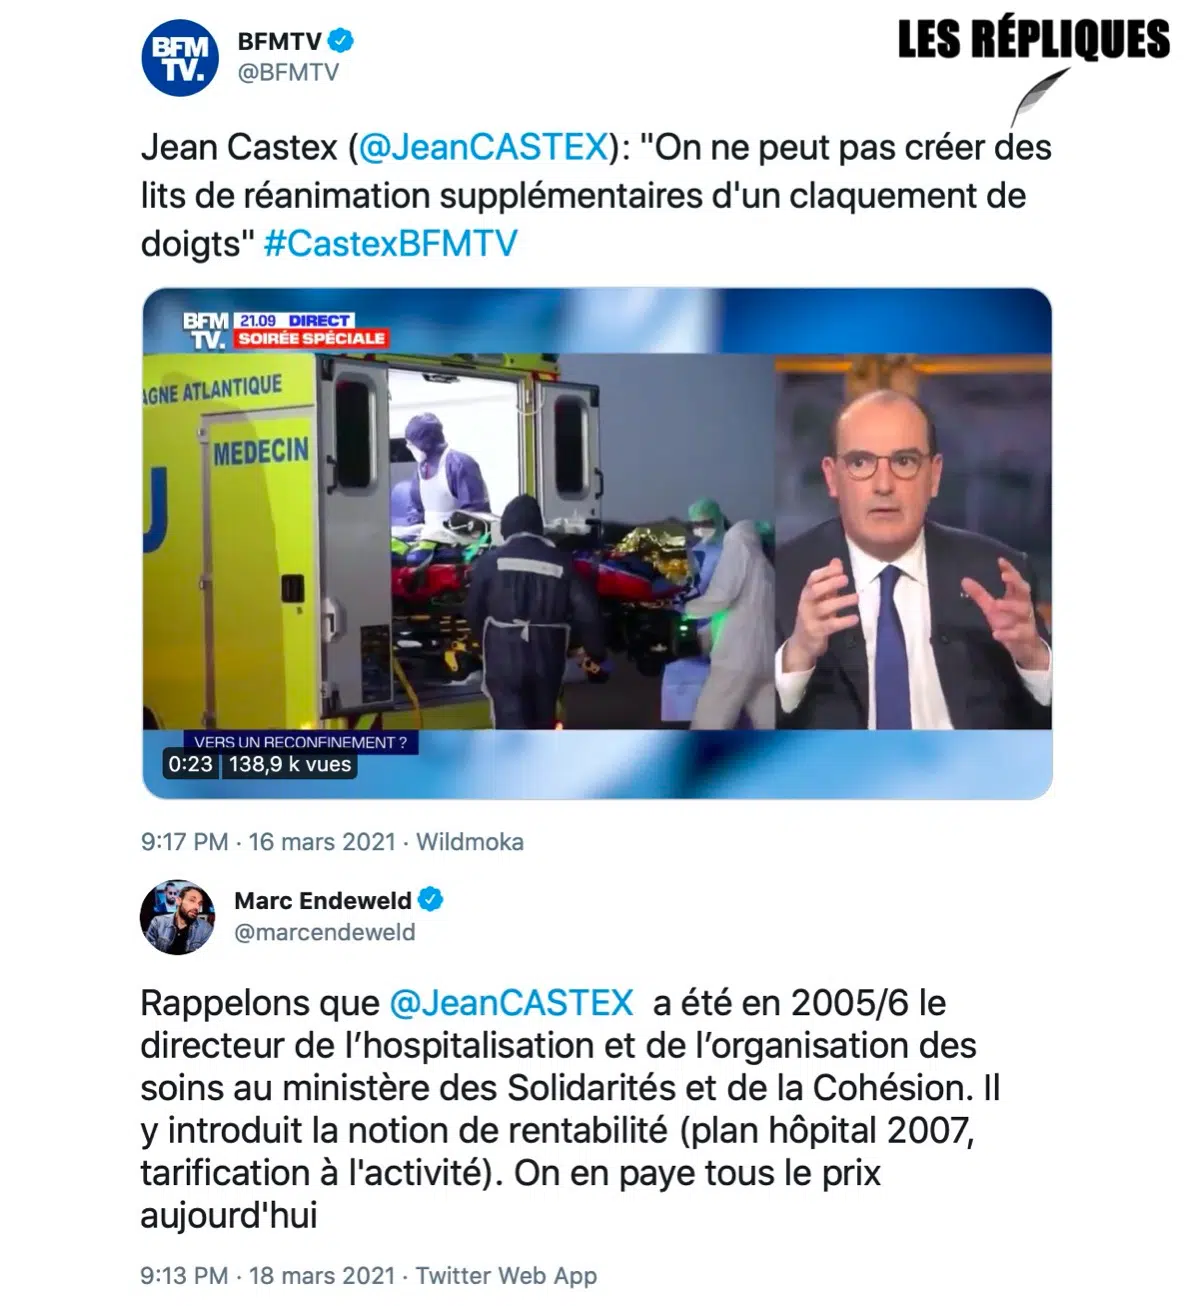 BFM
TV.
BFMTV
@BFMTV
LES RÉPLIQUES
Jean Castex (@JeanCASTEX): "On ne peut pas créer des
lits de réanimation supplémentaires d'un claquement de
doigts" #CastexBFMTV
BFM 21.09 DIRECT
TV. SOIRÉE SPÉCIALE
AGNE ATLANTIQUE
MEDECIN
U
VERS UN RECONFINEMENT ?
0:23 138,9 k vues
9:17 PM · 16 mars 2021 · Wildmoka
Marc Endeweld
@marcendeweld
Rappelons que @JeanCASTEX a été en 2005/6 le
directeur de l’hospitalisation et de l’organisation des
soins au ministère des Solidarités et de la Cohésion. Il
y introduit la notion de rentabilité (plan hôpital 2007,
tarification à l'activité). On en paye tous le prix
aujourd'hui
9:13 PM · 18 mars 2021 · Twitter Web App